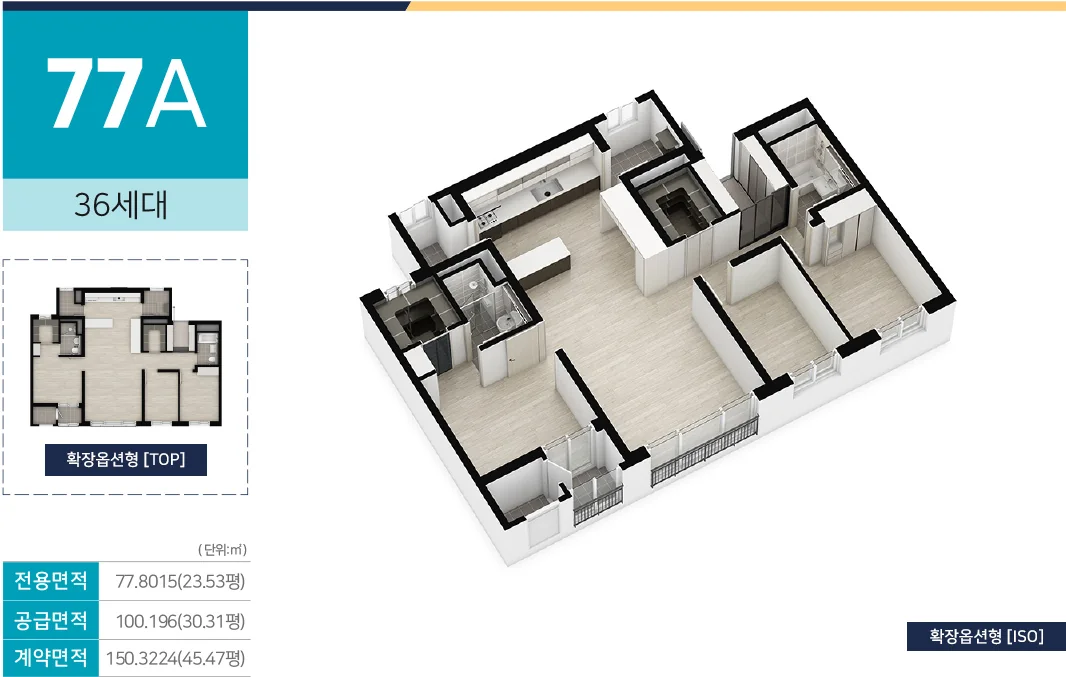 77A
36세대
확장옵션형 [TOP]
(단위:㎡)
전용면적 77.8015(23.53평)
공급면적 100.196(30.31평)
계약면적 150.3224(45.47평)
확장옵션형 [ISO]